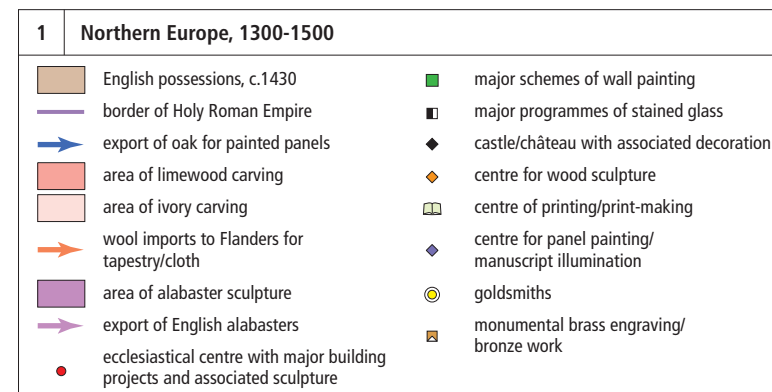 1 Northern Europe, 1300-1500
English possessions, c.1430
border of Holy Roman Empire
export of oak for painted panels
area of limewood carving
area of ivory carving
wool imports to Flanders for
tapestry/cloth
area of alabaster sculpture
export of English alabasters
ecclesiastical centre with major building
projects and associated sculpture
major schemes of wall painting
major programmes of stained glass
castle/château with associated decoration
centre for wood sculpture
centre of printing/print-making
centre for panel painting/
manuscript illumination
goldsmiths
monumental brass engraving/
bronze work